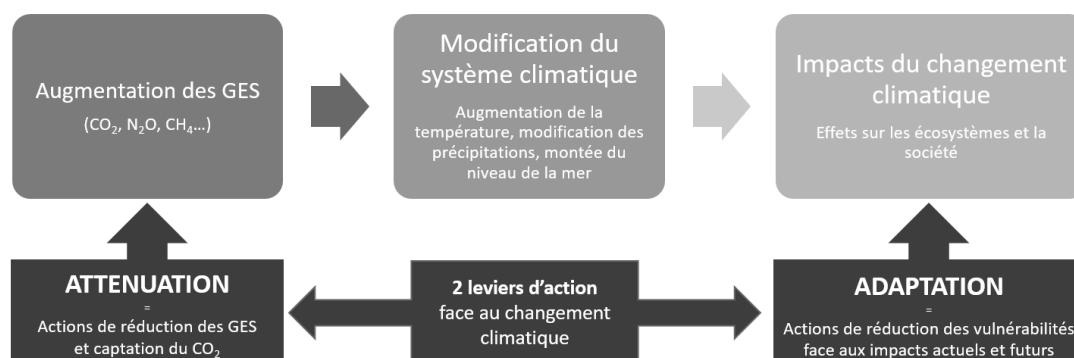 Augmentation des GES
(CO₂, N₂O, CH₄...)
Modification du
système climatique
Augmentation de la
température, modification des
précipitations, montée du
niveau de la mer
Impacts du changement
climatique
Effets sur les écosystèmes et la
société
ATTENUATION
=
Actions de réduction des GES
et captation du CO₂
2 leviers d’action
face au changement
climatique
ADAPTATION
=
Actions de réduction des vulnérabilités
face aux impacts actuels et futurs